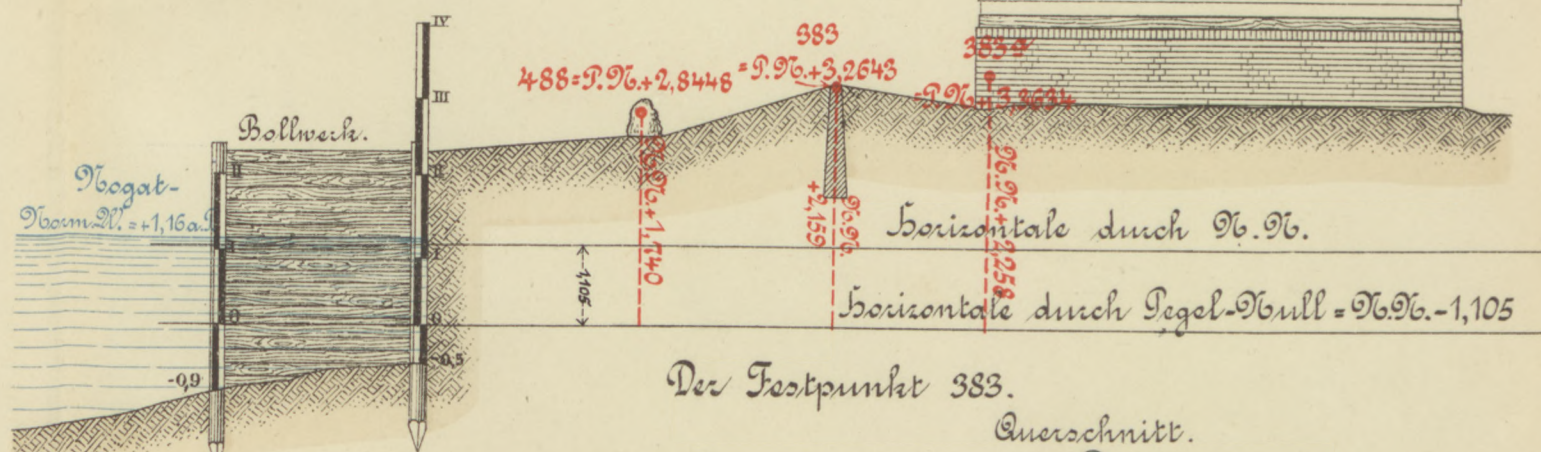 IV
383
383a
488=P.N.+2,8448
=P.N.+3,2643
=P.N.+3,3634
III
Bollwerk.
II
II
Nogat-
Norm.W. =+1,16a.P.
N.N.+1,740
N.N.
+2,159
N.N.+2,258
Horizontale durch N.N.
I
I
1,105
0
0
Horizontale durch Pegel-Null = N.N.-1,105
-0,5
-0,9
Der Festpunkt 383.
Querschnitt.